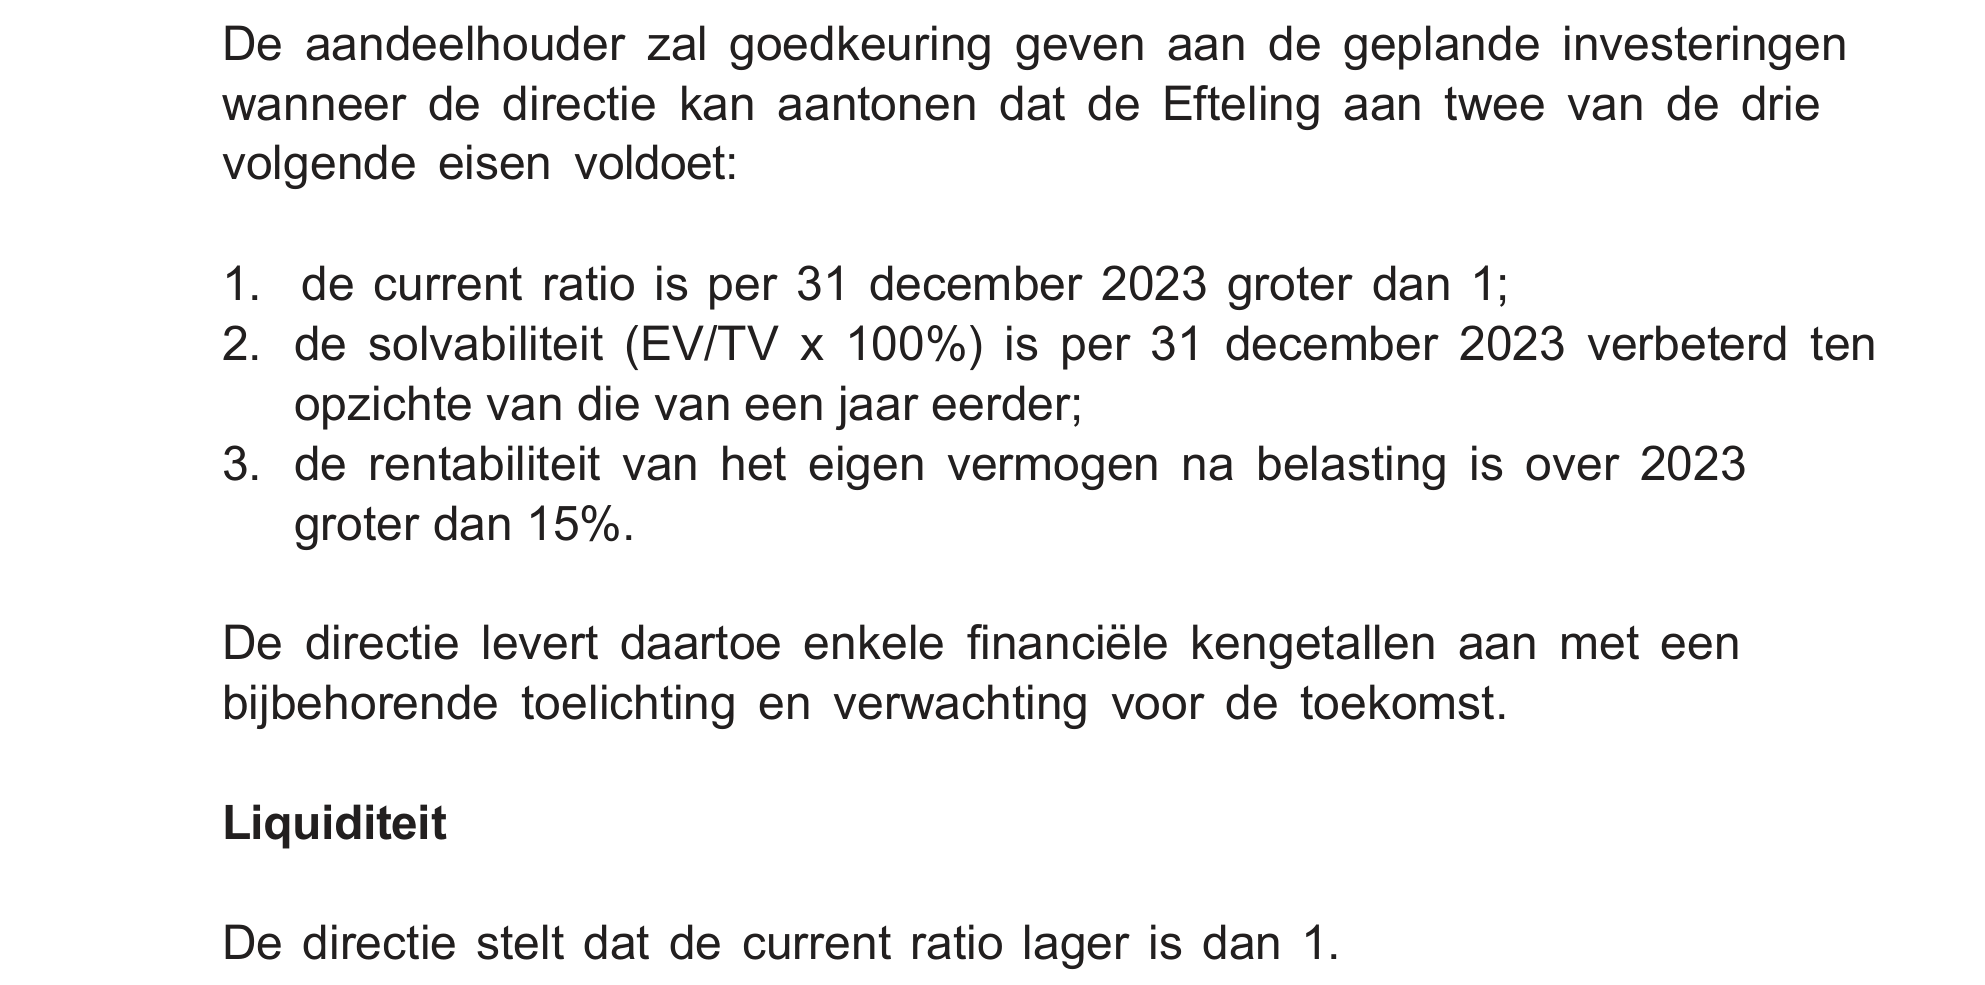 De aandeelhouder zal goedkeuring geven aan de geplande investeringen
wanneer de directie kan aantonen dat de Efteling aan twee van de drie
volgende eisen voldoet:
1. de current ratio is per 31 december 2023 groter dan 1;
2. de solvabiliteit (EV/TV x 100%) is per 31 december 2023 verbeterd ten
opzichte van die van een jaar eerder;
3. de rentabiliteit van het eigen vermogen na belasting is over 2023
groter dan 15%.
De directie levert daartoe enkele financiële kengetallen aan met een
bijbehorende toelichting en verwachting voor de toekomst.
Liquiditeit
De directie stelt dat de current ratio lager is dan 1.